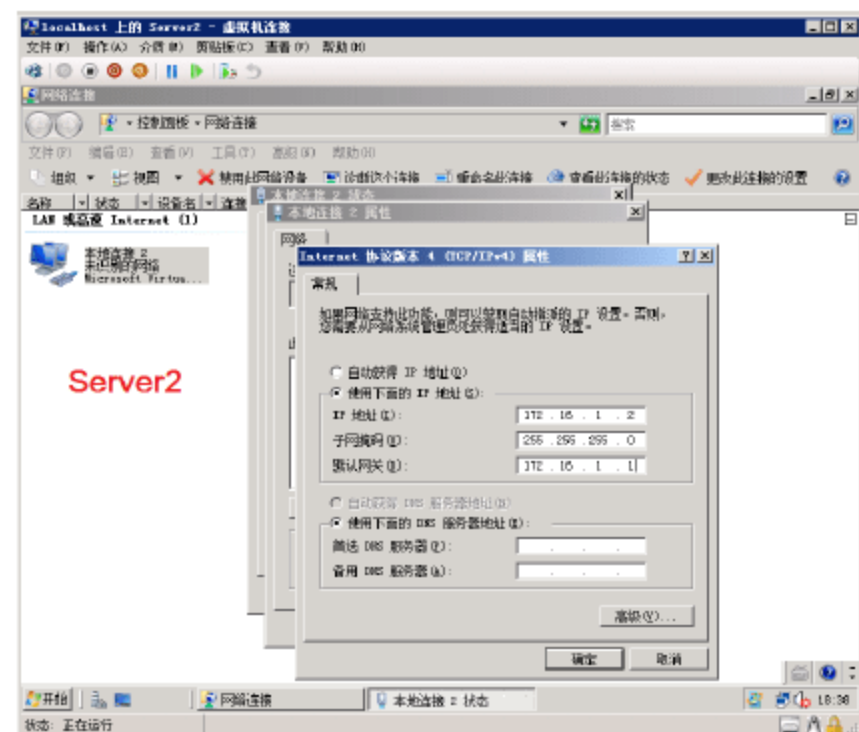 localhost 上的 Server2 - 虚拟机连接
文件(F) 操作(A) 介质(M) 剪贴板(C) 查看(V) 帮助(H)
网络连接
控制面板 网络连接 搜索
文件(F) 编辑(E) 查看(V) 工具(T) 高级(N) 帮助(H)
组织 视图 禁用此网络设备 诊断这个连接 重命名此连接 查看此连接的状态 更改此连接的设置
名称 状态 设备名 连接
LAN 或高速 Internet (1)
本地连接 2
未识别的网络
Microsoft Virtua...
Server2
本地连接 2 状态
本地连接 2 属性
网络
Internet 协议版本 4 (TCP/IPv4) 属性
常规
如果网络支持此功能，则可以获取自动指派的 IP 设置。否则，
您需要从网络系统管理员处获得适当的 IP 设置。
自动获得 IP 地址(O)
使用下面的 IP 地址(S):
IP 地址(I): 172 . 16 . 1 . 2
子网掩码(U): 255 . 255 . 255 . 0
默认网关(D): 172 . 16 . 1 . 1
自动获得 DNS 服务器地址(B)
使用下面的 DNS 服务器地址(E):
首选 DNS 服务器(P): . . .
备用 DNS 服务器(A): . . .
高级(V)...
确定 取消
开始 网络连接 本地连接 2 状态 18:38
状态: 正在运行